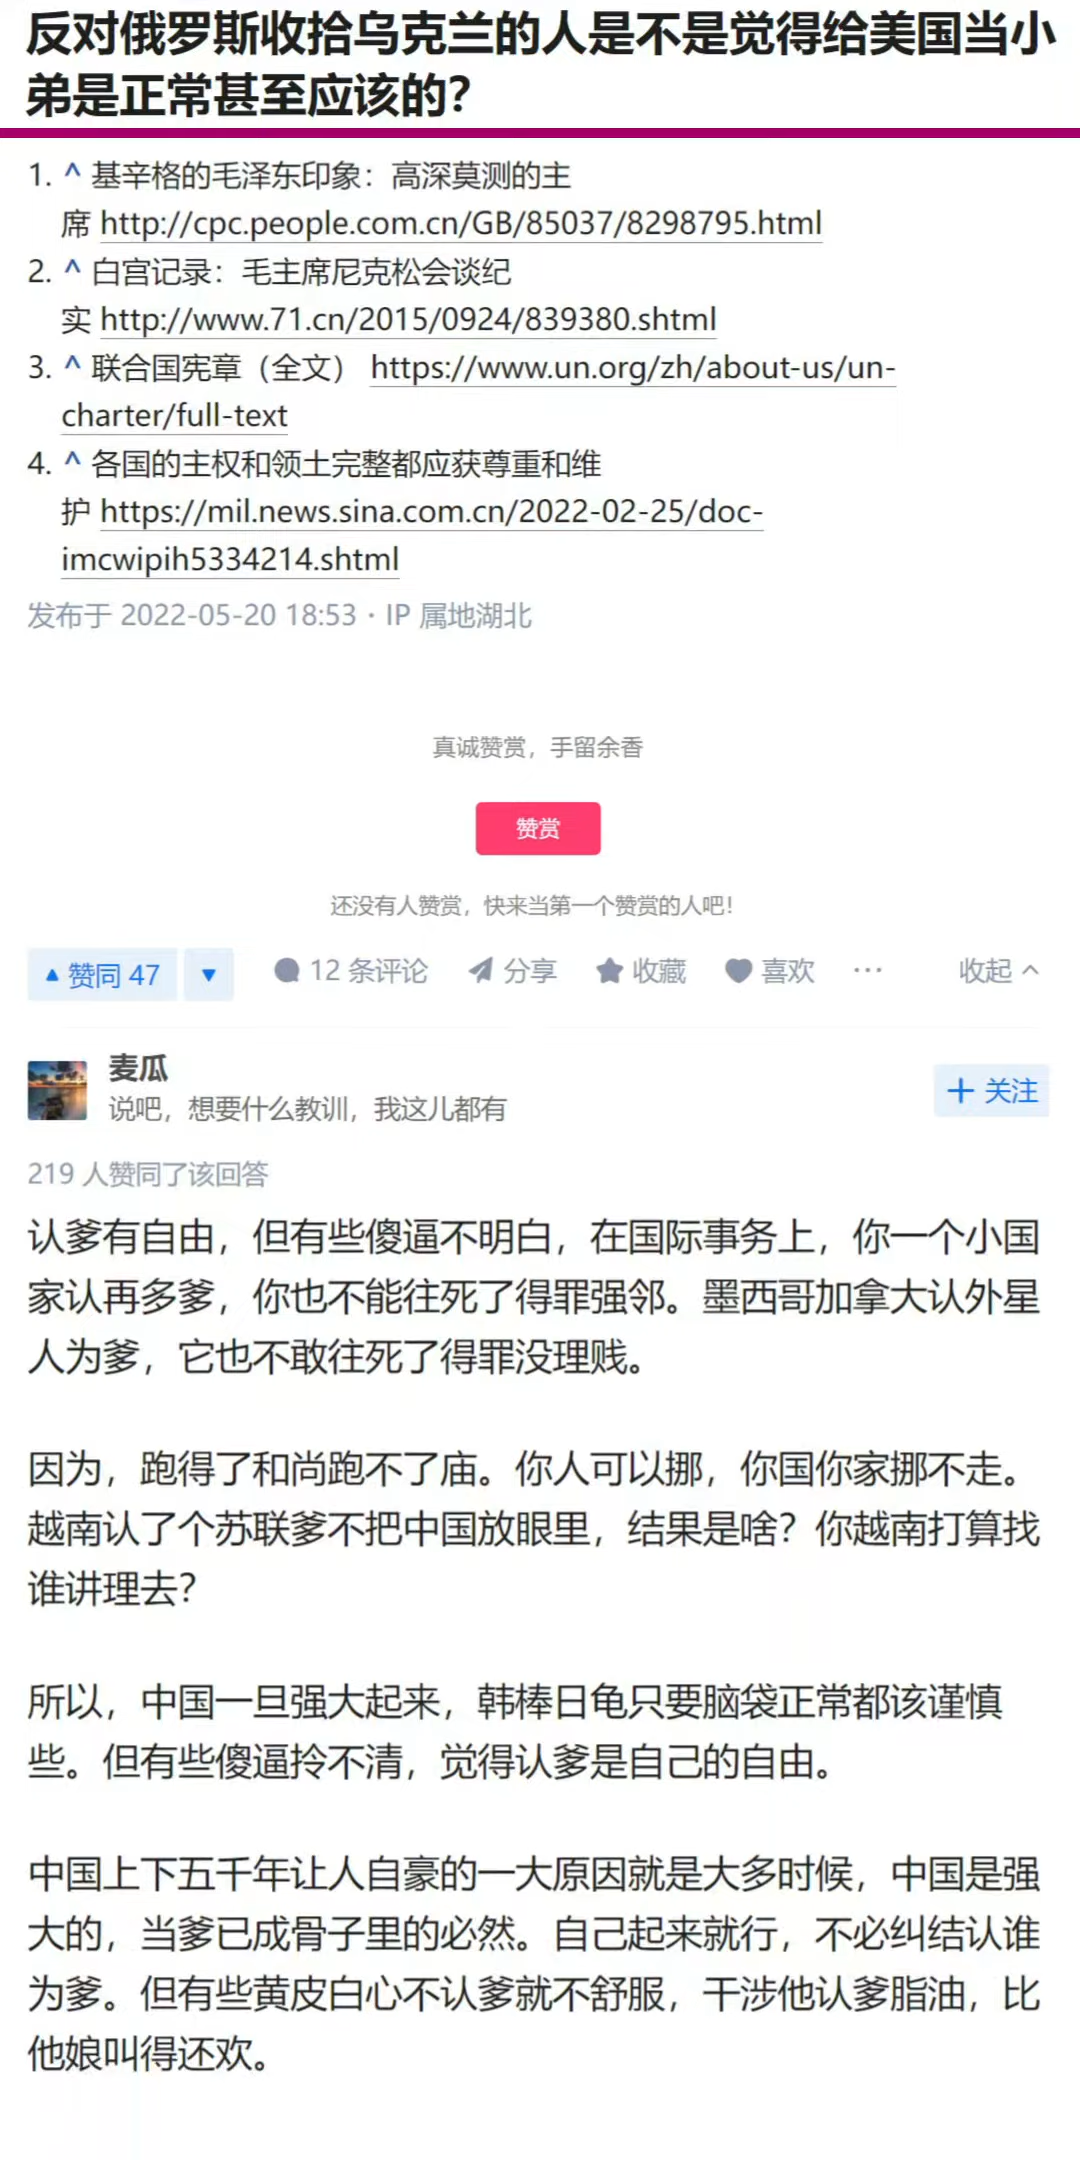 反对俄罗斯收拾乌克兰的人是不是觉得给美国当小
弟是正常甚至应该的?
1. ^ 基辛格的毛泽东印象：高深莫测的主
席 http://cpc.people.com.cn/GB/85037/8298795.html
2. ^ 白宫记录：毛主席尼克松会谈纪
实 http://www.71.cn/2015/0924/839380.shtml
3. ^ 联合国宪章（全文） https://www.un.org/zh/about-us/un-
charter/full-text
4. ^ 各国的主权和领土完整都应获尊重和维
护 https://mil.news.sina.com.cn/2022-02-25/doc-
imcwipih5334214.shtml
发布于 2022-05-20 18:53 · IP 属地湖北
真诚赞赏，手留余香
赞赏
还没有人赞赏，快来当第一个赞赏的人吧！
▲ 赞同 47 ▼ 12 条评论 分享 收藏 喜欢 ··· 收起
麦瓜
说吧，想要什么教训，我这儿都有
+ 关注
219 人赞同了该回答
认爹有自由，但有些傻逼不明白，在国际事务上，你一个小国
家认再多爹，你也不能往死了得罪强邻。墨西哥加拿大认外星
人为爹，它也不敢往死了得罪没理贱。
因为，跑得了和尚跑不了庙。你人可以挪，你国你家挪不走。
越南认了个苏联爹不把中国放眼里，结果是啥？你越南打算找
谁讲理去？
所以，中国一旦强大起来，韩棒日龟只要脑袋正常都该谨慎
些。但有些傻逼拎不清，觉得认爹是自己的自由。
中国上下五千年让人自豪的一大原因就是大多时候，中国是强
大的，当爹已成骨子里的必然。自己起来就行，不必纠结认谁
为爹。但有些黄皮白心不认爹就不舒服，干涉他认爹脂油，比
他娘叫得还欢。